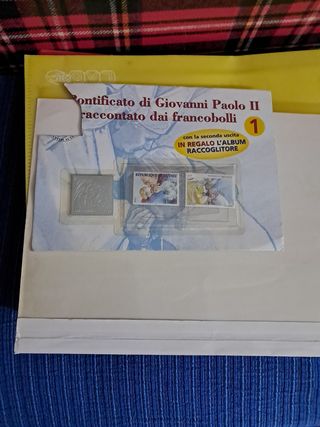 Pontificato di Giovanni Paolo II
raccontato dai francobolli
1
con la seconda uscita
IN REGALO L'ALBUM
RACCOGLITORE